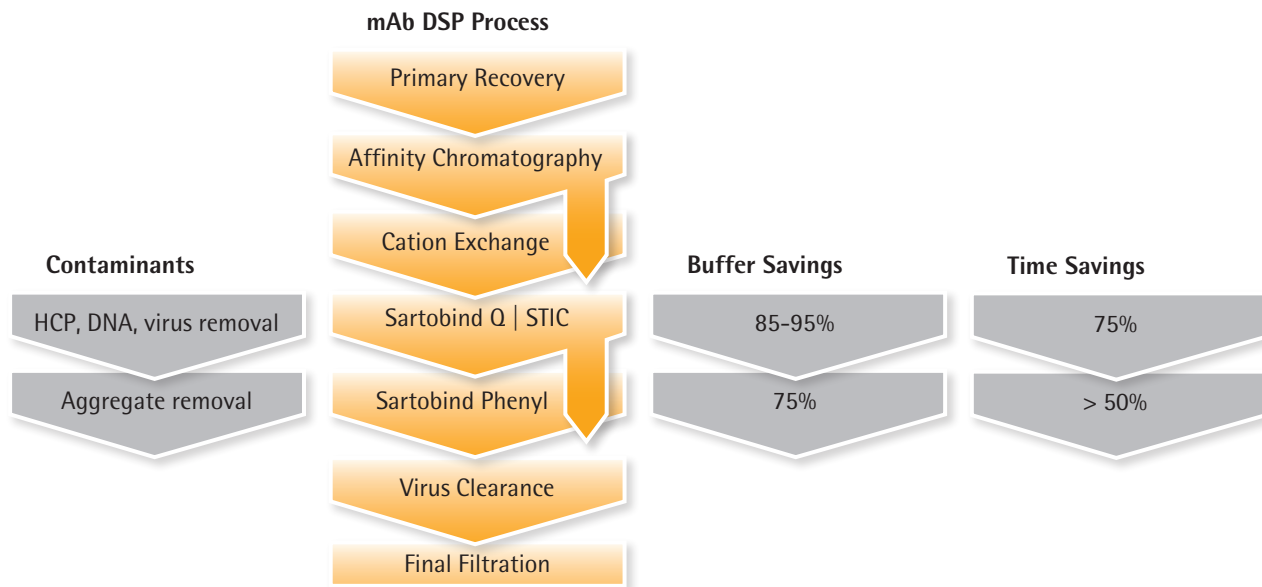 mAb DSP Process
Primary Recovery
Affinity Chromatography
Cation Exchange
Contaminants
Buffer Savings
Time Savings
HCP, DNA, virus removal
Sartobind Q | STIC
85-95%
75%
Aggregate removal
Sartobind Phenyl
75%
> 50%
Virus Clearance
Final Filtration